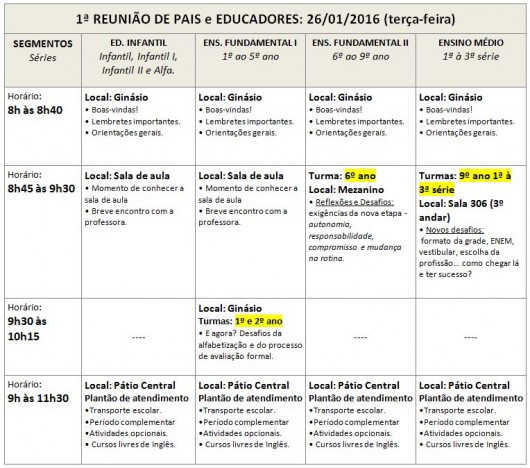 1ª REUNIÃO DE PAIS e EDUCADORES: 26/01/2016 (terça-feira)
SEGMENTOS
Séries
ED. INFANTIL
Infantil, Infantil I,
Infantil II e Alfa.
ENS. FUNDAMENTAL I
1º ao 5º ano
ENS. FUNDAMENTAL II
6º ao 9º ano
ENSINO MÉDIO
1º à 3ª série
Horário:
8h às 8h40
Local: Ginásio
• Boas-vindas!
• Lembretes importantes.
• Orientações gerais.
Local: Ginásio
• Boas-vindas!
• Lembretes importantes.
• Orientações gerais.
Local: Ginásio
• Boas-vindas!
• Lembretes importantes.
• Orientações gerais.
Local: Ginásio
• Boas-vindas!
• Lembretes importantes.
• Orientações gerais.
Horário:
8h45 às 9h30
Local: Sala de aula
• Momento de conhecer a
sala de aula
• Breve encontro com a
professora.
Local: Sala de aula
• Momento de conhecer a
sala de aula
• Breve encontro com a
professora.
Turma: 6º ano
Local: Mezanino
• Reflexões e Desafios:
exigências da nova etapa -
autonomia,
responsabilidade,
compromisso e mudança
na rotina.
Turmas: 9º ano 1º à
3ª série
Local: Sala 306 (3º
andar)
• Novos desafios:
formato da grade, ENEM,
vestibular, escolha da
profissão... como chegar lá
e ter sucesso?
Horário:
9h30 às
10h15
----
Local: Ginásio
Turmas: 1º e 2º ano
• E agora? Desafios da
alfabetização e do processo
de avaliação formal.
----
----
Horário:
9h às 11h30
Local: Pátio Central
Plantão de atendimento
•Transporte escolar.
•Período complementar
•Atividades opcionais.
• Cursos livres de Inglês.
Local: Pátio Central
Plantão de atendimento
•Transporte escolar.
•Período complementar
•Atividades opcionais.
• Cursos livres de Inglês.
Local: Pátio Central
Plantão de atendimento
•Transporte escolar.
•Período complementar
•Atividades opcionais.
• Cursos livres de Inglês.
Local: Pátio Central
Plantão de atendimento
•Transporte escolar.
•Período complementar
•Atividades opcionais.
• Cursos livres de Inglês.